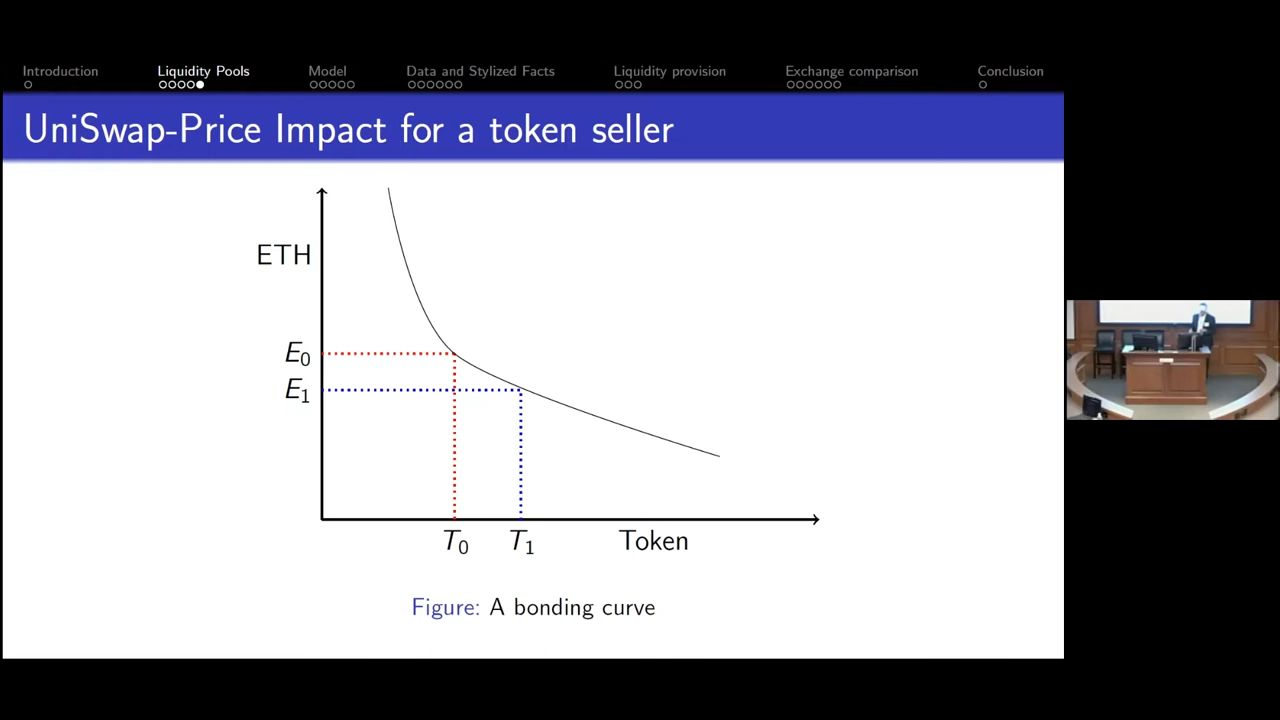 Introduction Liquidity Pools Model Data and Stylized Facts Liquidity provision Exchange comparison Conclusion
UniSwap-Price Impact for a token seller
ETH
E0
E1
T0 T1 Token
Figure: A bonding curve